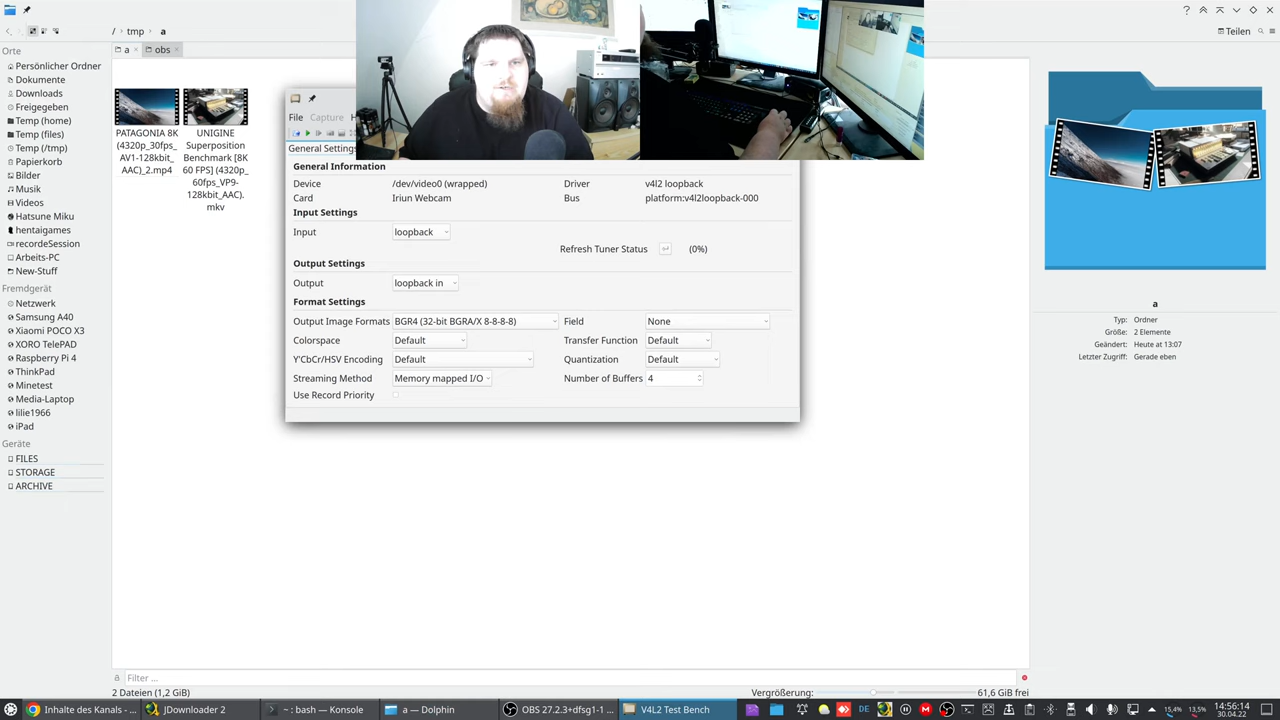 / tmp a
Teilen
a
obs
Orte
Persönlicher Ordner
Dokumente
Downloads
Freigegeben
Temp (home)
Temp (files)
Temp (/tmp)
Papierkorb
Bilder
Musik
Videos
Hatsune Miku
hentaigames
recordeSession
Arbeits-PC
New-Stuff
Fremdgerät
Netzwerk
Samsung A40
Xiaomi POCO X3
XORO TelePAD
Raspberry Pi 4
ThinkPad
Minetest
Media-Laptop
lilie1966
iPad
Geräte
FILES
STORAGE
ARCHIVE
PATAGONIA 8K
(4320p_30fps_
AV1-128kbit_
AAC)_2.mp4
UNIGINE
Superposition
Benchmark [8K
60 FPS] (4320p_
60fps_VP9-
128kbit_AAC).
mkv
File Capture H
General Settings
General Information
Device /dev/video0 (wrapped) Driver v4l2 loopback
Card Iriun Webcam Bus platform:v4l2loopback-000
Input Settings
Input loopback
Refresh Tuner Status (0%)
Output Settings
Output loopback in
Format Settings
Output Image Formats BGR4 (32-bit BGRA/X 8-8-8-8) Field None
Colorspace Default Transfer Function Default
Y'CbCr/HSV Encoding Default Quantization Default
Streaming Method Memory mapped I/O Number of Buffers 4
Use Record Priority
a
Typ: Ordner
Größe: 2 Elemente
Geändert: Heute at 13:07
Letzter Zugriff: Gerade eben
Filter ...
2 Dateien (1,2 GiB)
Vergrößerung:
61,6 GiB frei
Inhalte des Kanals - ...
JDownloader 2
~: bash — Konsole
a — Dolphin
OBS 27.2.3+dfsg1-1 ...
V4L2 Test Bench
DE
15,4%
13,5%
14:56:14
30.04.22